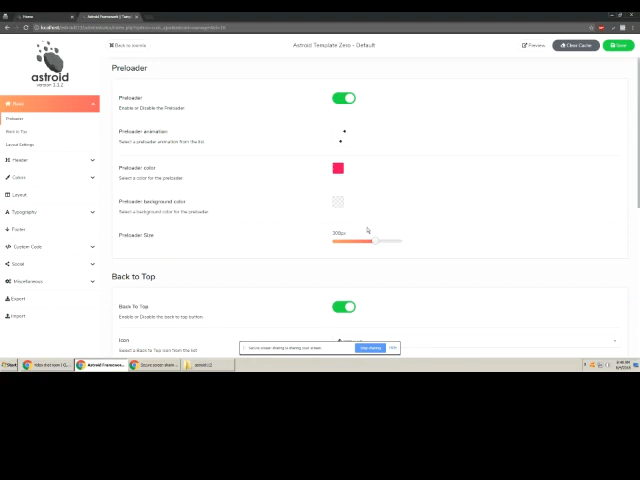 Home
Astroid Framework | Temp
Back to Joomla
Astroid Template Zero - Default
Preview
Clear Cache
Save
astroid
version 1.1.2
Basic
Preloader
Back to Top
Layout Settings
Header
Colors
Layout
Typography
Footer
Custom Code
Social
Miscellaneous
Export
Import
Preloader
Preloader
Enable or Disable the Preloader.
Preloader animation
Select a preloader animation from the list
Preloader color
Select a color for the preloader.
Preloader background color
Select a background color for the preloader.
Preloader Size
Back to Top
Back To Top
Enable or Disable the back to top button.
Icon
Select a Back to Top icon from the list
Stop sharing
Start
Astroid Framewor...